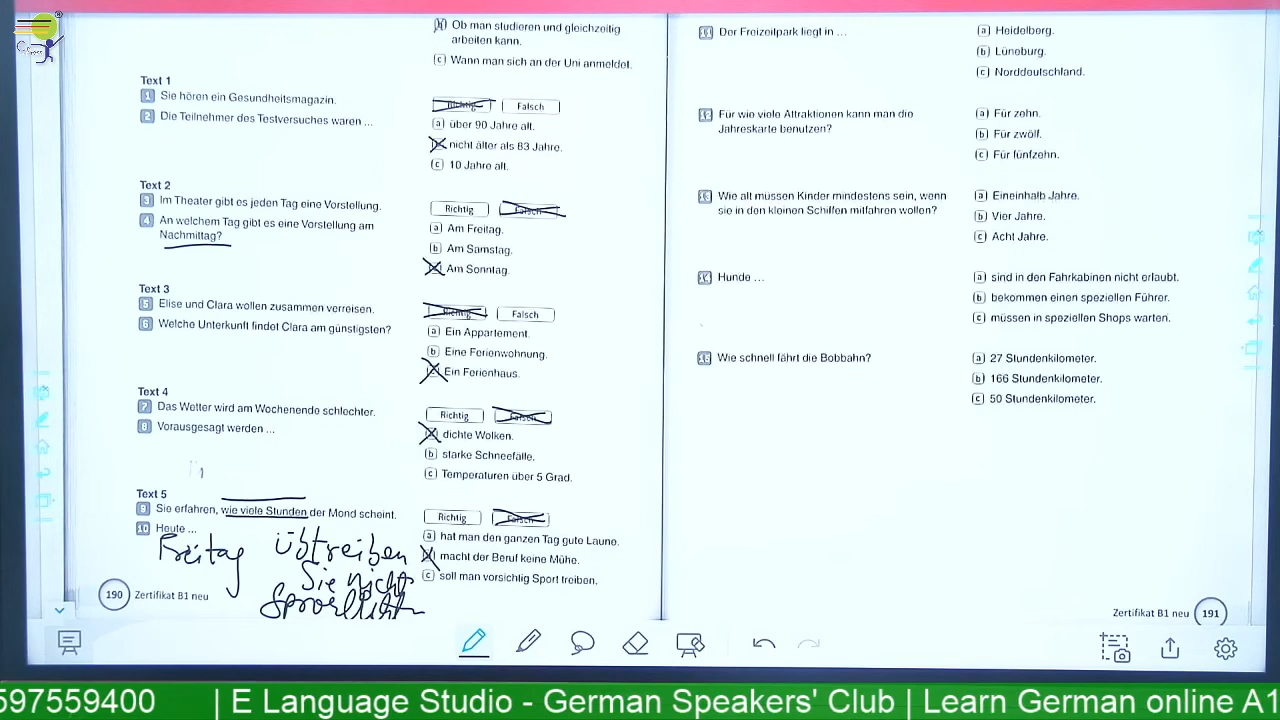 Ob man studieren und gleichzeitig
arbeiten kann.
c Wann man sich an der Uni anmeldet.
Text 1
1 Sie hören ein Gesundheitsmagazin.
Richtig Falsch
2 Die Teilnehmer des Testversuches waren ...
a über 90 Jahre alt.
nicht älter als 83 Jahre.
c 10 Jahre alt.
Text 2
3 Im Theater gibt es jeden Tag eine Vorstellung.
Richtig Falsch
4 An welchem Tag gibt es eine Vorstellung am
Nachmittag?
a Am Freitag.
b Am Samstag.
Am Sonntag.
Text 3
5 Elise und Clara wollen zusammen verreisen.
Richtig Falsch
6 Welche Unterkunft findet Clara am günstigsten?
a Ein Appartement.
b Eine Ferienwohnung.
Ein Ferienhaus.
Text 4
7 Das Wetter wird am Wochenende schlechter.
Richtig Falsch
8 Vorausgesagt werden ...
dichte Wolken.
b starke Schneefälle.
c Temperaturen über 5 Grad.
Text 5
9 Sie erfahren, wie viele Stunden der Mond scheint.
Richtig Falsch
10 Heute ...
a hat man den ganzen Tag gute Laune.
macht der Beruf keine Mühe.
c soll man vorsichtig Sport treiben.
übtreiben
Sie nicht
190 Zertifikat B1 neu
Der Freizeitpark liegt in ...
a Heidelberg.
b Lüneburg.
c Norddeutschland.
Für wie viele Attraktionen kann man die
Jahreskarte benutzen?
a Für zehn.
b Für zwölf.
c Für fünfzehn.
Wie alt müssen Kinder mindestens sein, wenn
sie in den kleinen Schiffen mitfahren wollen?
a Eineinhalb Jahre.
b Vier Jahre.
c Acht Jahre.
Hunde ...
a sind in den Fahrkabinen nicht erlaubt.
b bekommen einen speziellen Führer.
c müssen in speziellen Shops warten.
Wie schnell fährt die Bobbahn?
a 27 Stundenkilometer.
b 166 Stundenkilometer.
c 50 Stundenkilometer.
Zertifikat B1 neu 191
597559400 | E Language Studio - German Speakers' Club | Learn German online A1